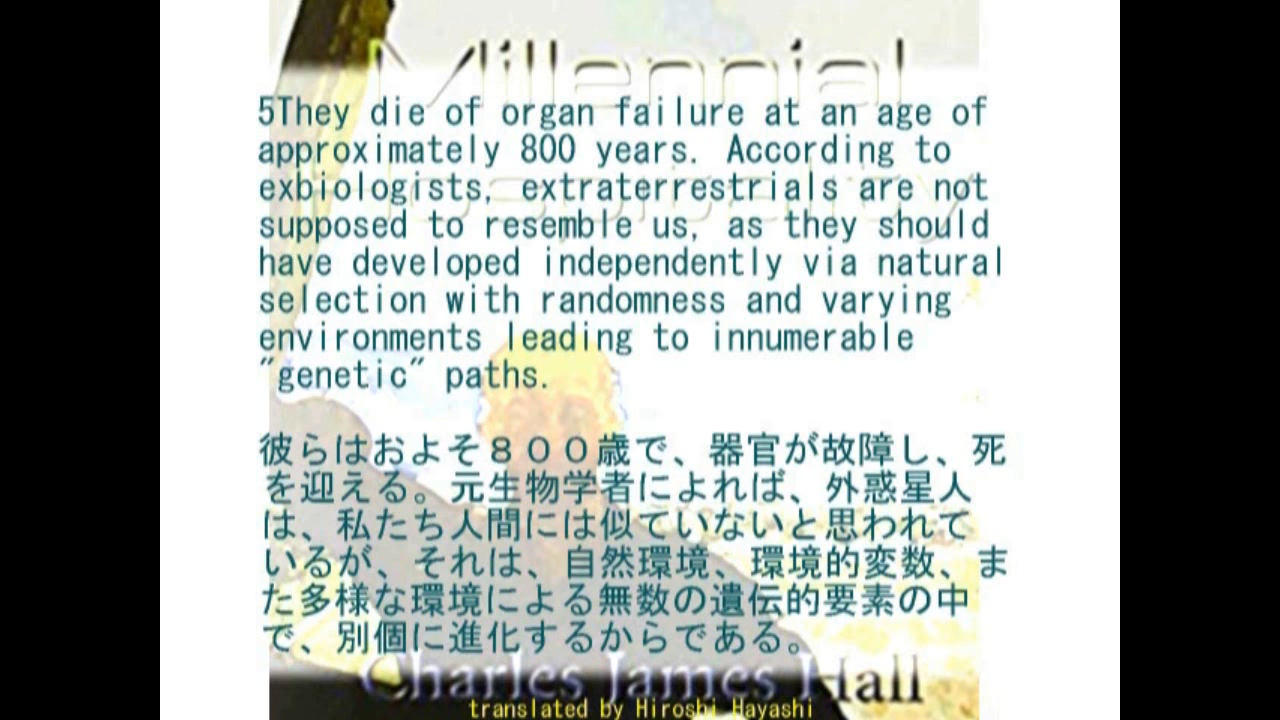 Millennial
5They die of organ failure at an age of
approximately 800 years. According to
exbiologists, extraterrestrials are not
supposed to resemble us, as they should
have developed independently via natural
selection with randomness and varying
environments leading to innumerable
"genetic" paths.
彼らはおよそ８００歳で、器官が故障し、死
を迎える。元生物学者によれば、外惑星人
は、私たち人間には似ていないと思われて
いるが、それは、自然環境、環境的変数、ま
た多様な環境による無数の遺伝的要素の中
で、別個に進化するからである。
Charles James Hall
translated by Hiroshi Hayashi